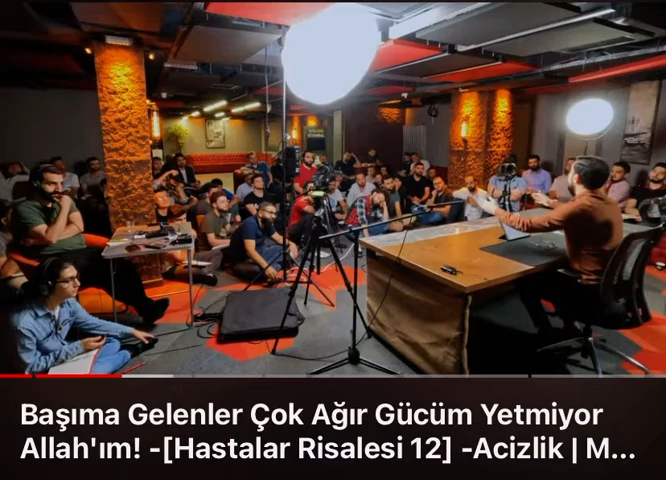 Başıma Gelenler Çok Ağır Gücüm Yetmiyor
Allah'ım! -[Hastalar Risalesi 12] -Acizlik | M...